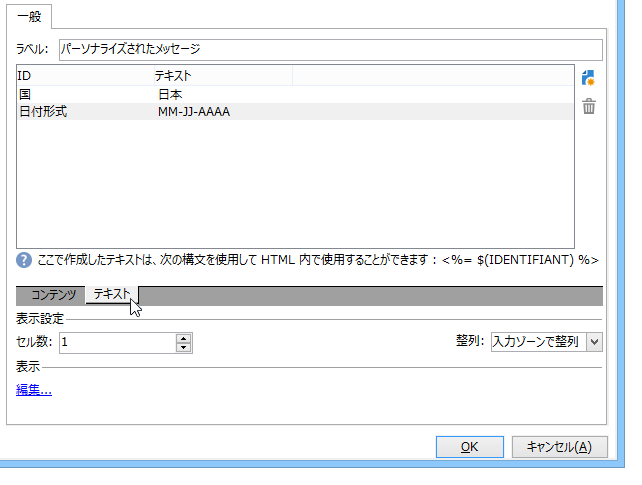 一般
ラベル: パーソナライズされたメッセージ
ID テキスト
国 日本
日付形式 MM-JJ-AAAA
ここで作成したテキストは、次の構文を使用して HTML 内で使用することができます : <%= $(IDENTIFIANT) %>
コンテンツ テキスト
表示設定
セル数: 1 整列: 入力ゾーンで整列
表示
編集...
OK キャンセル(A)